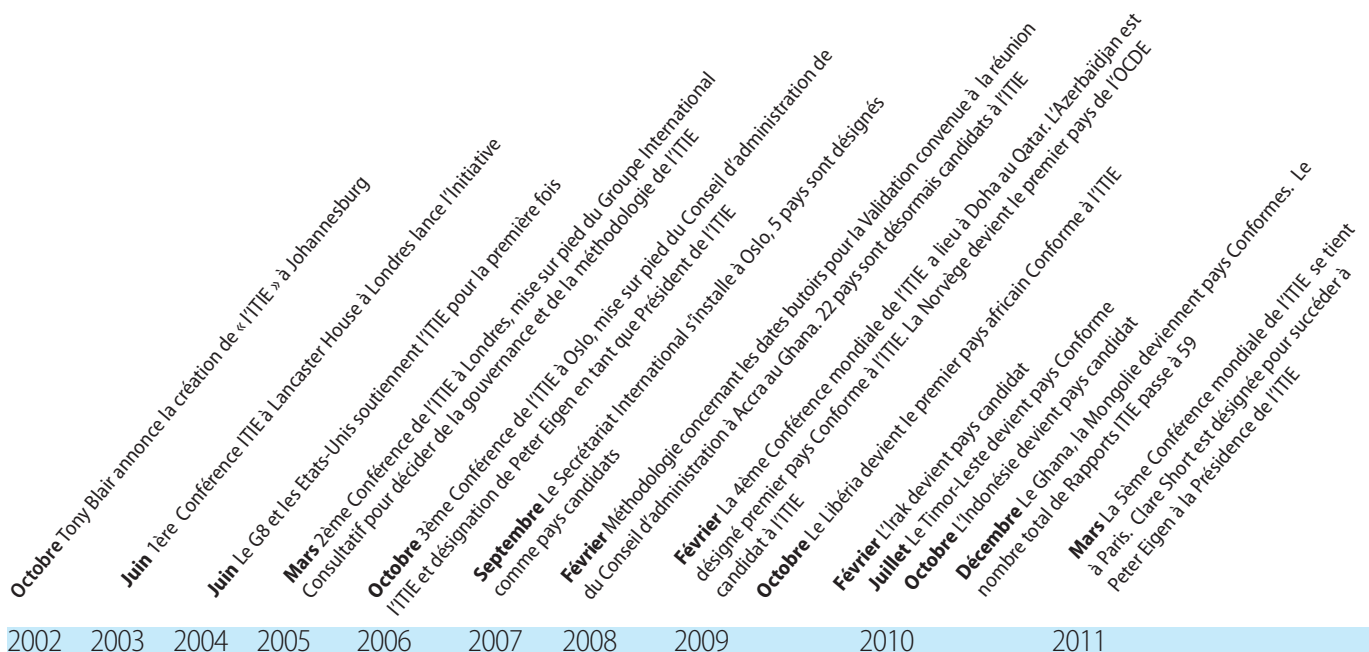 Octobre Tony Blair annonce la création de « l'ITIE » à Johannesburg
Juin 1ère Conférence ITIE à Lancaster House à Londres lance l'Initiative
Juin Le G8 et les Etats-Unis soutiennent l'ITIE pour la première fois
Mars 2ème Conférence de l'ITIE à Londres, mise sur pied du Groupe International
Consultatif pour décider de la gouvernance et de la méthodologie de l'ITIE
Octobre 3ème Conférence de l'ITIE à Oslo, mise sur pied du Conseil d'administration de
l'ITIE et désignation de Peter Eigen en tant que Président de l'ITIE
Septembre Le Secrétariat International s'installe à Oslo, 5 pays sont désignés
comme pays candidats
Février Méthodologie concernant les dates butoirs pour la Validation convenue à la réunion
du Conseil d'administration à Accra au Ghana. 22 pays sont désormais candidats à l'ITIE
Février La 4ème Conférence mondiale de l'ITIE a lieu à Doha au Qatar. L'Azerbaïdjan est
désigné premier pays Conforme à l'ITIE. La Norvège devient le premier pays de l'OCDE
candidat à l'ITIE
Octobre Le Libéria devient le premier pays africain Conforme à l'ITIE
Février L'Irak devient pays candidat
Juillet Le Timor-Leste devient pays Conforme
Octobre L'Indonésie devient pays candidat
Décembre Le Ghana, la Mongolie deviennent pays Conformes. Le
nombre total de Rapports ITIE passe à 59
Mars La 5ème Conférence mondiale de l'ITIE se tient
à Paris. Clare Short est désignée pour succéder à
Peter Eigen à la Présidence de l'ITIE
2002 2003 2004 2005 2006 2007 2008 2009 2010 2011